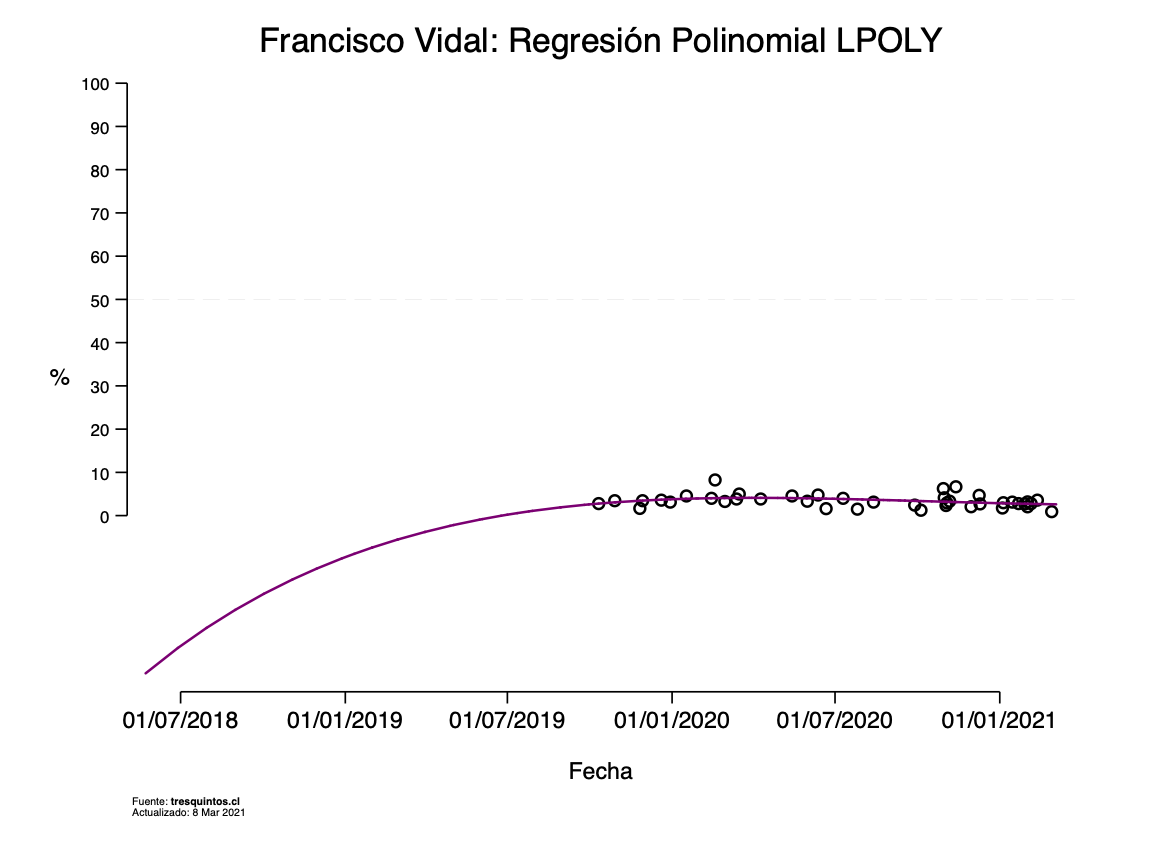 Francisco Vidal: Regresión Polinomial LPOLY
100
90
80
70
60
50
40
30
20
10
0
%
01/07/2018 01/01/2019 01/07/2019 01/01/2020 01/07/2020 01/01/2021
Fecha
Fuente: tresquintos.cl
Actualizado: 8 Mar 2021